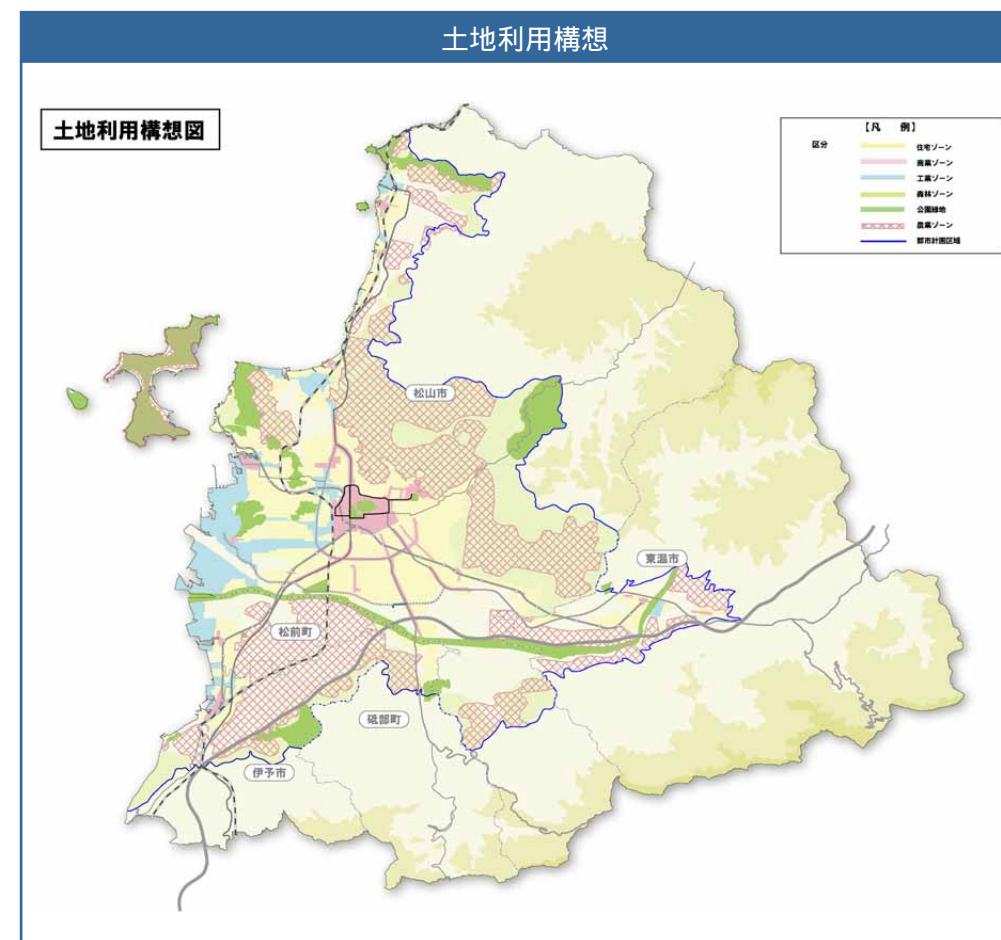 土地利用構想
土地利用構想図
【凡　例】
区分
住宅ゾーン
商業ゾーン
工業ゾーン
森林ゾーン
公園緑地
農業ゾーン
都市計画区域
松山市
東温市
松前町
砥部町
伊予市